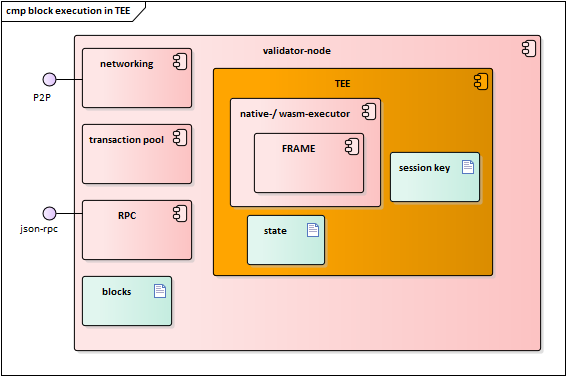 cmp block execution in TEE
validator-node
networking
P2P
TEE
native-/ wasm-executor
transaction pool
FRAME
session key
RPC
json-rpc
state
blocks